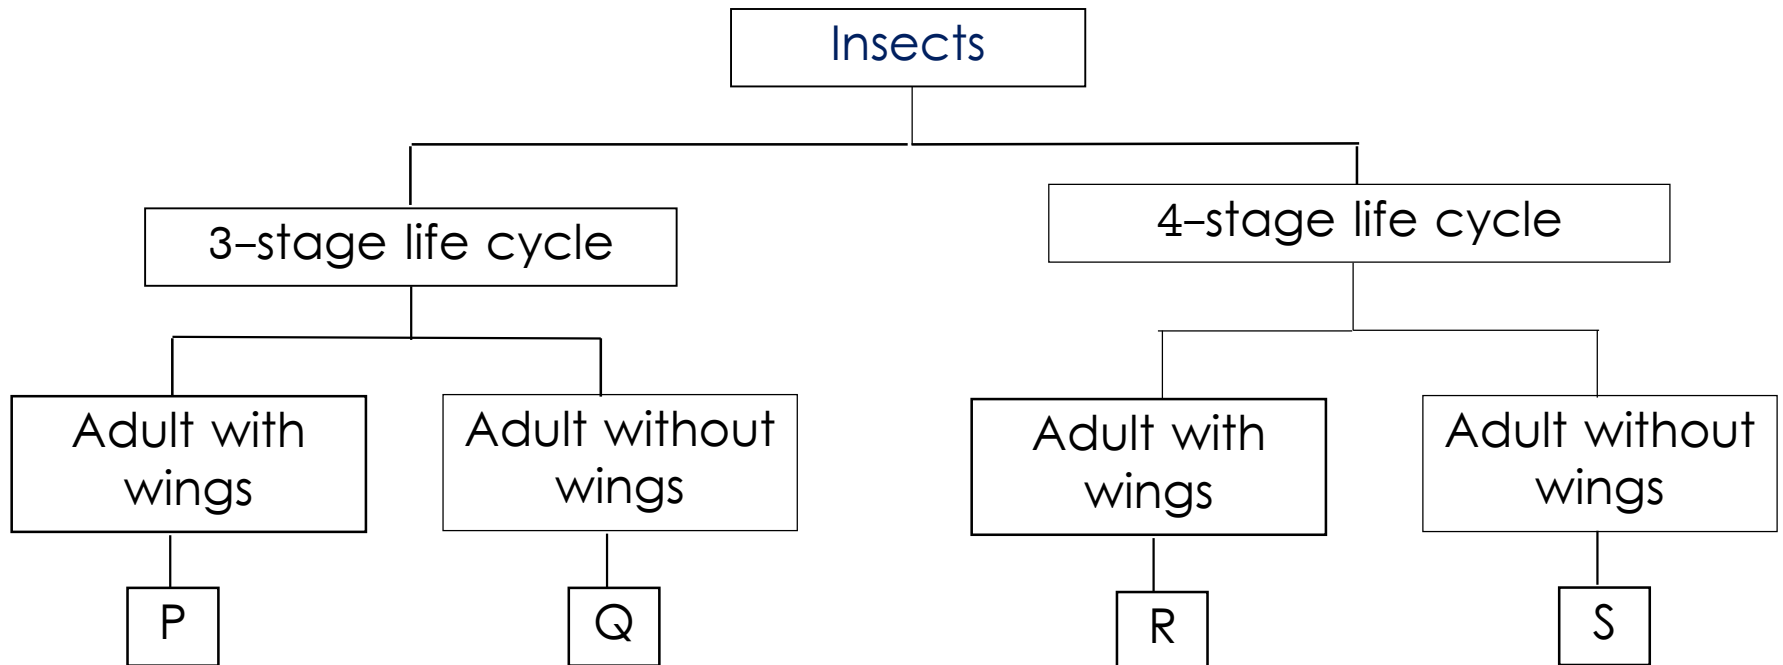 Insects
3–stage life cycle
4–stage life cycle
Adult with
wings
Adult without
wings
Adult with
wings
Adult without
wings
P
Q
R
S